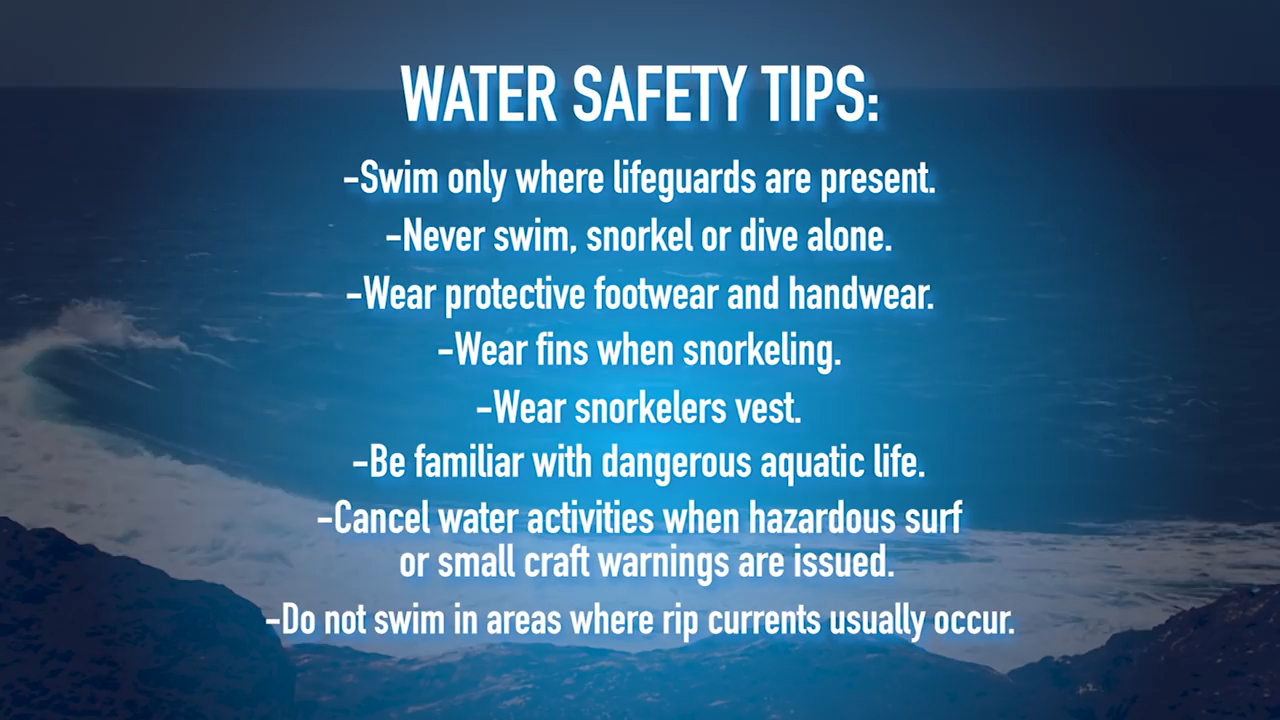 WATER SAFETY TIPS:
-Swim only where lifeguards are present.
-Never swim, snorkel or dive alone.
-Wear protective footwear and handwear.
-Wear fins when snorkeling.
-Wear snorkelers vest.
-Be familiar with dangerous aquatic life.
-Cancel water activities when hazardous surf
or small craft warnings are issued.
-Do not swim in areas where rip currents usually occur.